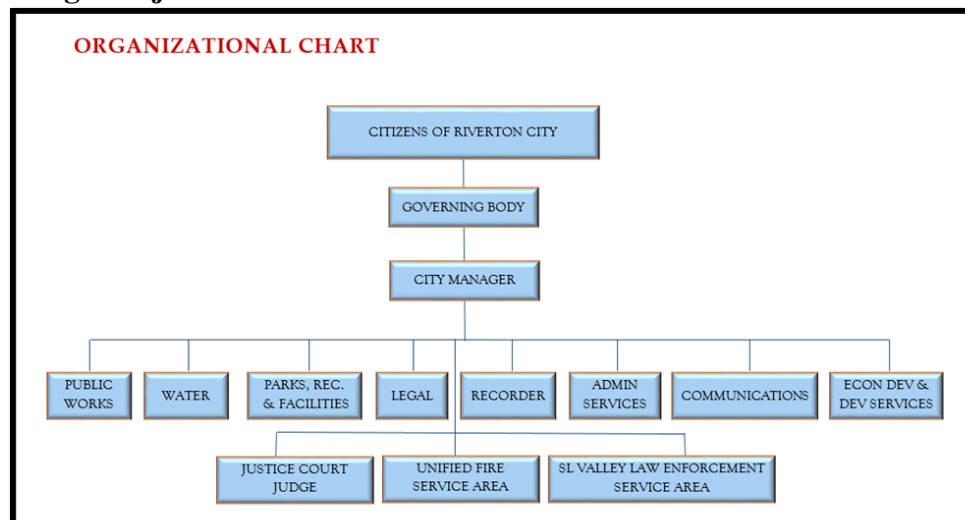 ORGANIZATIONAL CHART
CITIZENS OF RIVERTON CITY
GOVERNING BODY
CITY MANAGER
PUBLIC
WORKS
WATER
PARKS, REC.
& FACILITIES
LEGAL
RECORDER
ADMIN
SERVICES
COMMUNICATIONS
ECON DEV &
DEV SERVICES
JUSTICE COURT
JUDGE
UNIFIED FIRE
SERVICE AREA
SL VALLEY LAW ENFORCEMENT
SERVICE AREA